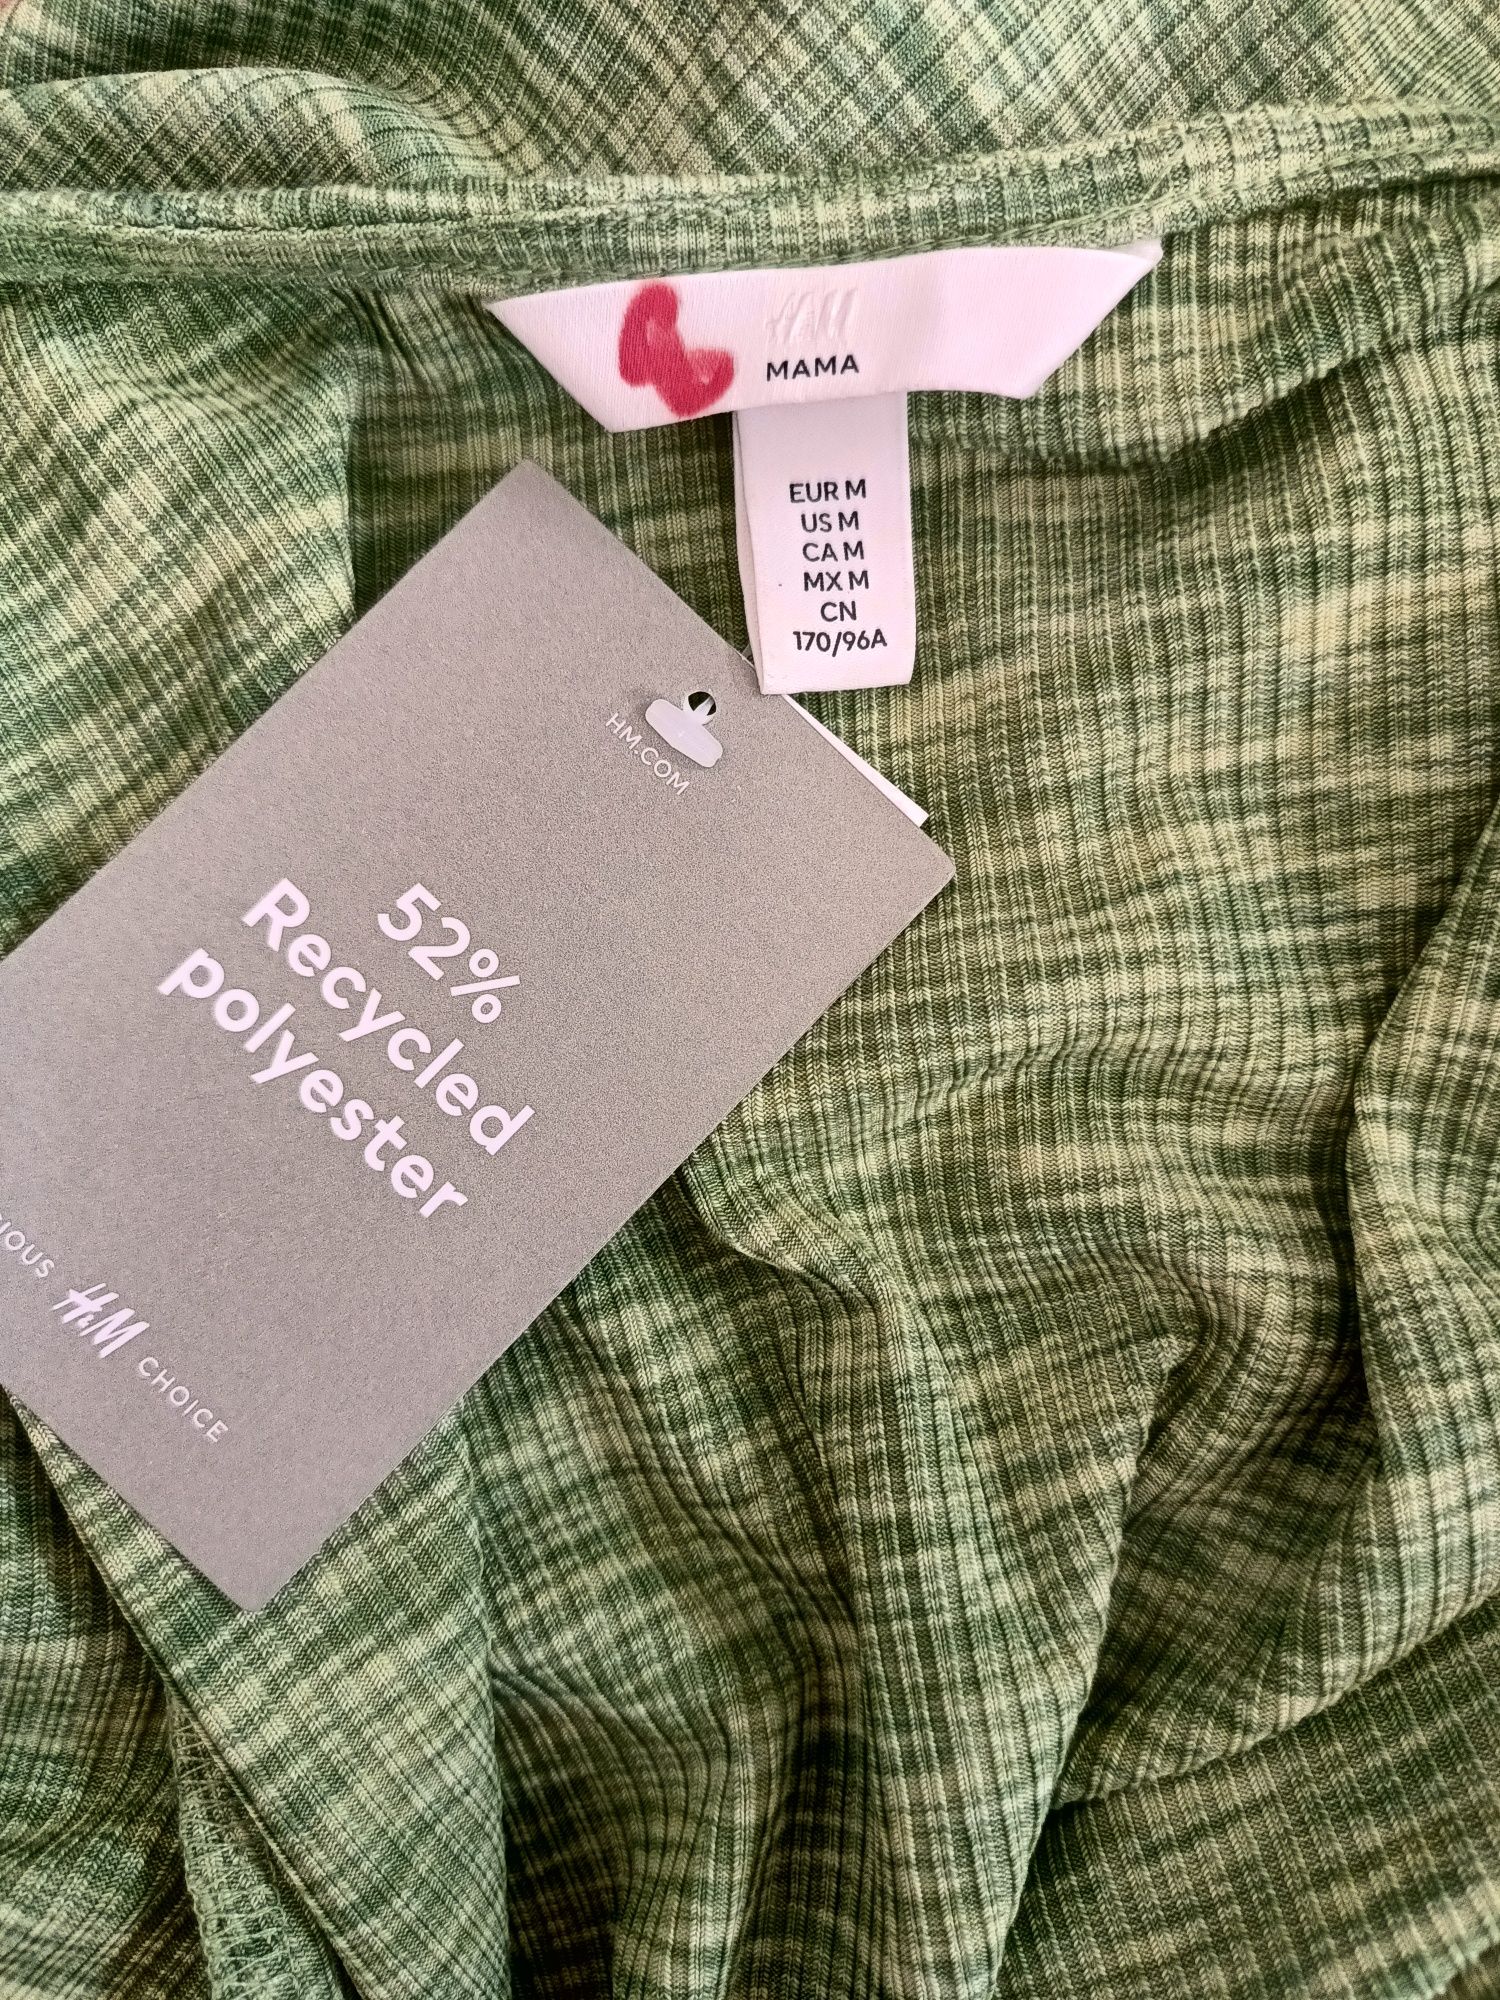 H&M
MAMA
EUR M
US M
CA M
MX M
CN
170/96A
HM.COM
52%
Recycled
polyester
H&M CHOICE